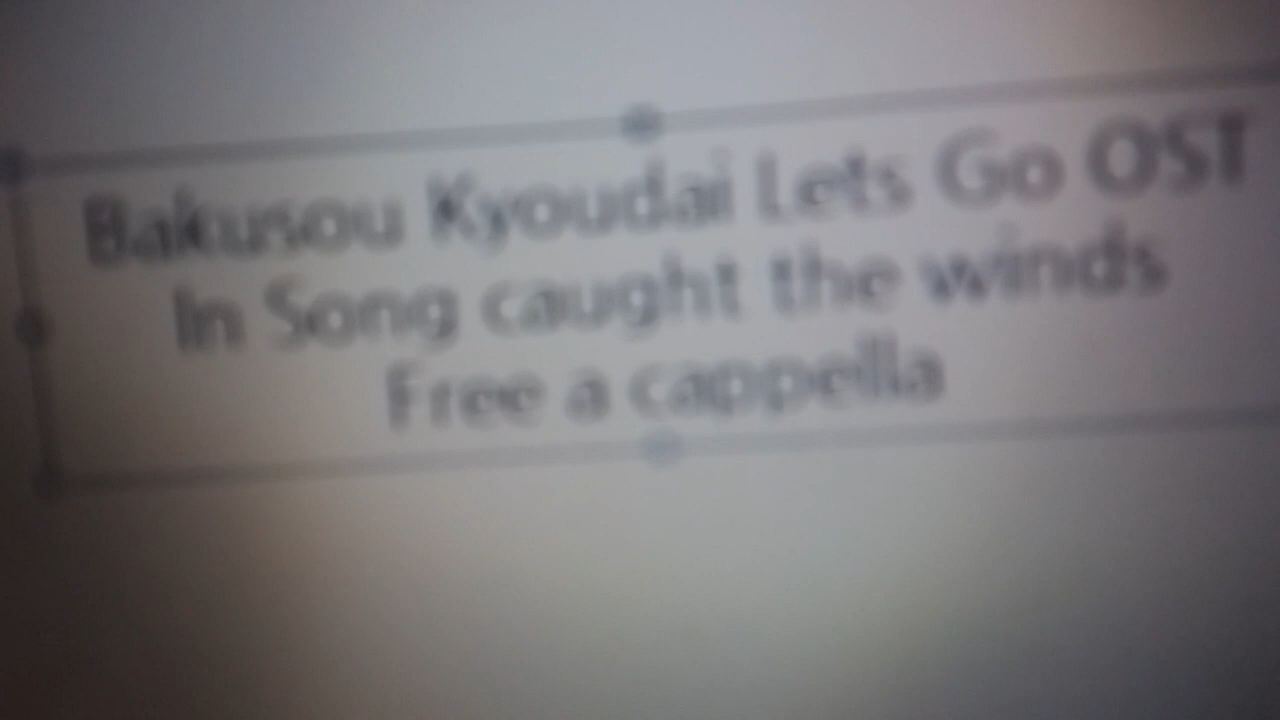 Bakusou Kyoudai Lets Go OST
In Song caught the winds
Free a cappella